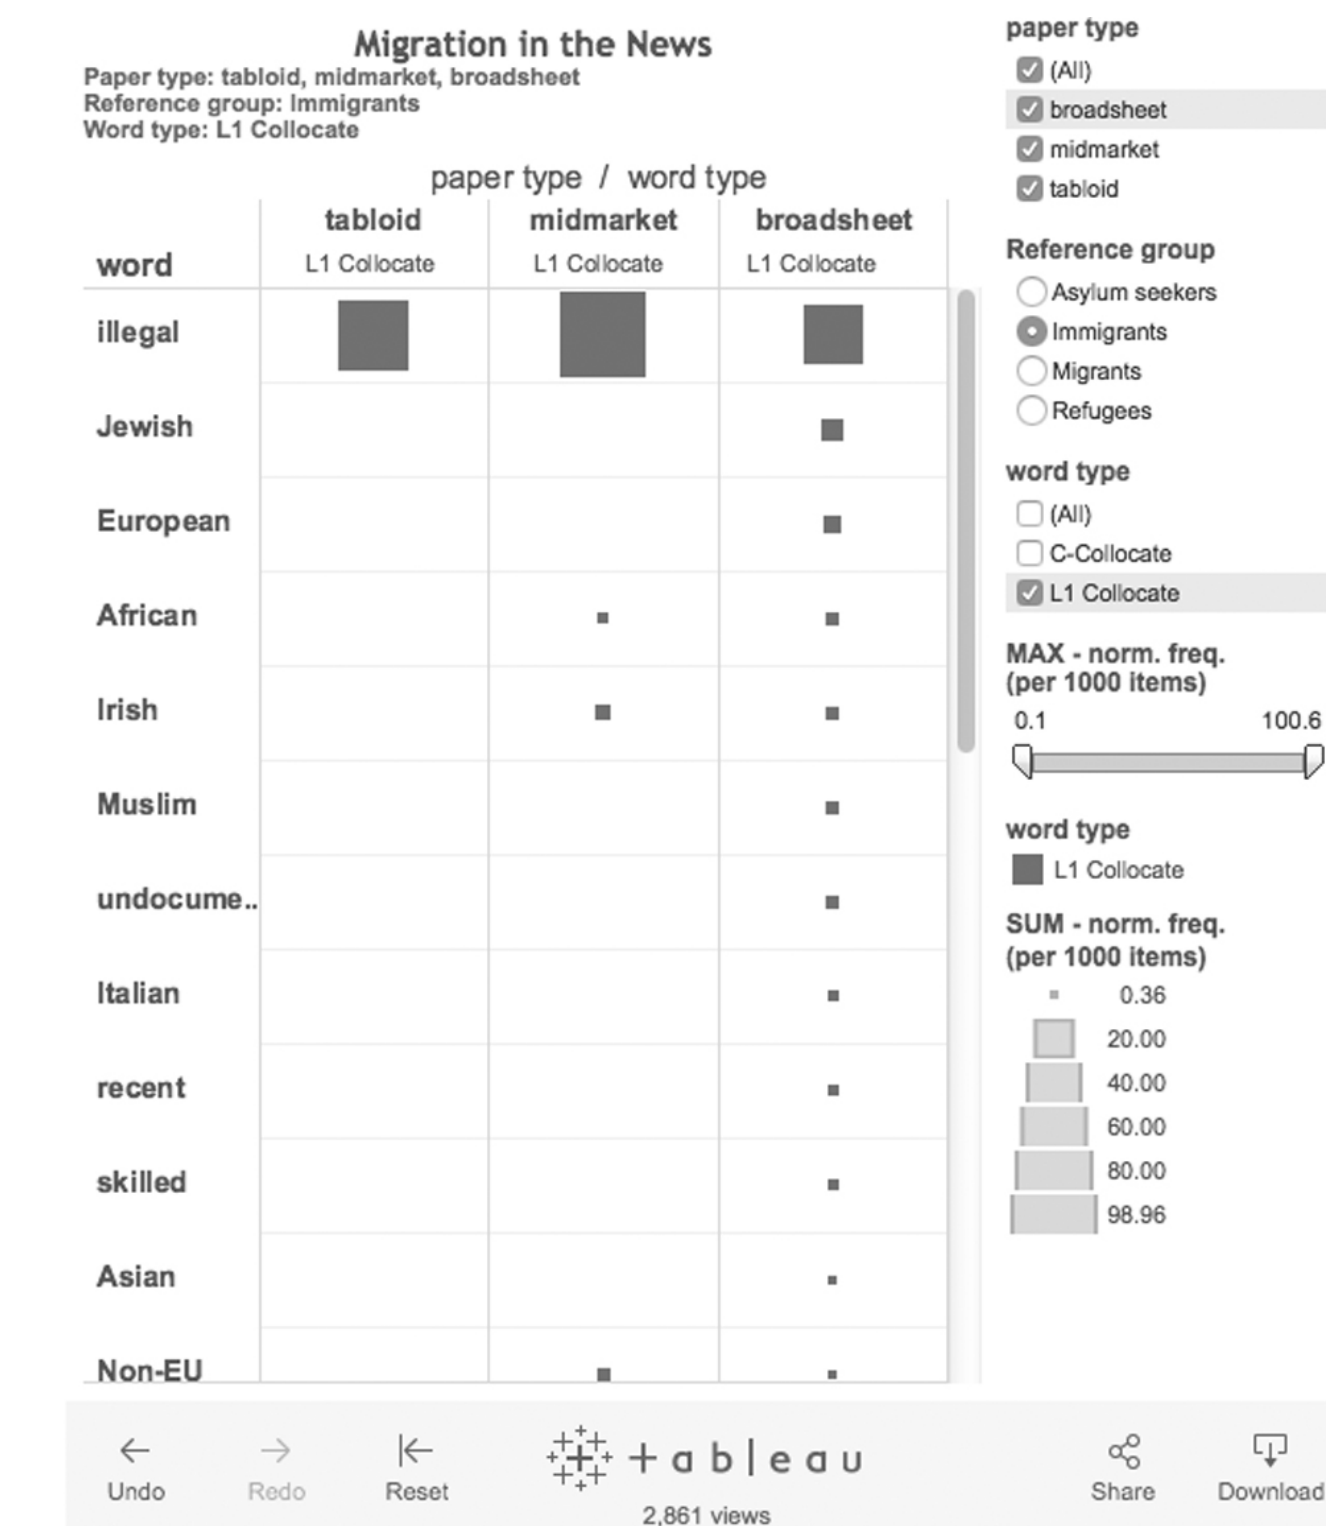 Migration in the News
Paper type: tabloid, midmarket, broadsheet
Reference group: Immigrants
Word type: L1 Collocate
paper type / word type
tabloid midmarket broadsheet
word L1 Collocate L1 Collocate L1 Collocate
illegal
Jewish
European
African
Irish
Muslim
undocume..
Italian
recent
skilled
Asian
Non-EU
paper type
(All)
broadsheet
midmarket
tabloid
Reference group
Asylum seekers
Immigrants
Migrants
Refugees
word type
(All)
C-Collocate
L1 Collocate
MAX - norm. freq.
(per 1000 items)
0.1 100.6
word type
L1 Collocate
SUM - norm. freq.
(per 1000 items)
0.36
20.00
40.00
60.00
80.00
98.96
Undo Redo Reset +ableau Share Download
2,861 views